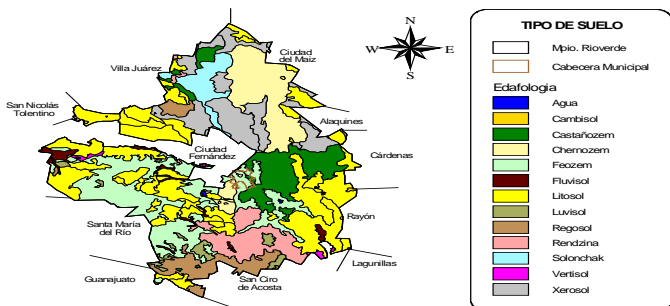 Ciudad
del Maiz
Villa Juárez
San Nicolás
Tolentino
Alaquines
Ciudad
Fernández
Cárdenas
Santa María
del Río
Rayón
Lagunillas
Guanajuato
San Ciro
de Acosta
N
W
E
S
TIPO DE SUELO
Mpio. Rioverde
Cabecera Municipal
Edafologia
Agua
Cambisol
Castañozem
Chernozem
Feozem
Fluvisol
Litosol
Luvisol
Regosol
Rendzina
Solonchak
Vertisol
Xerosol